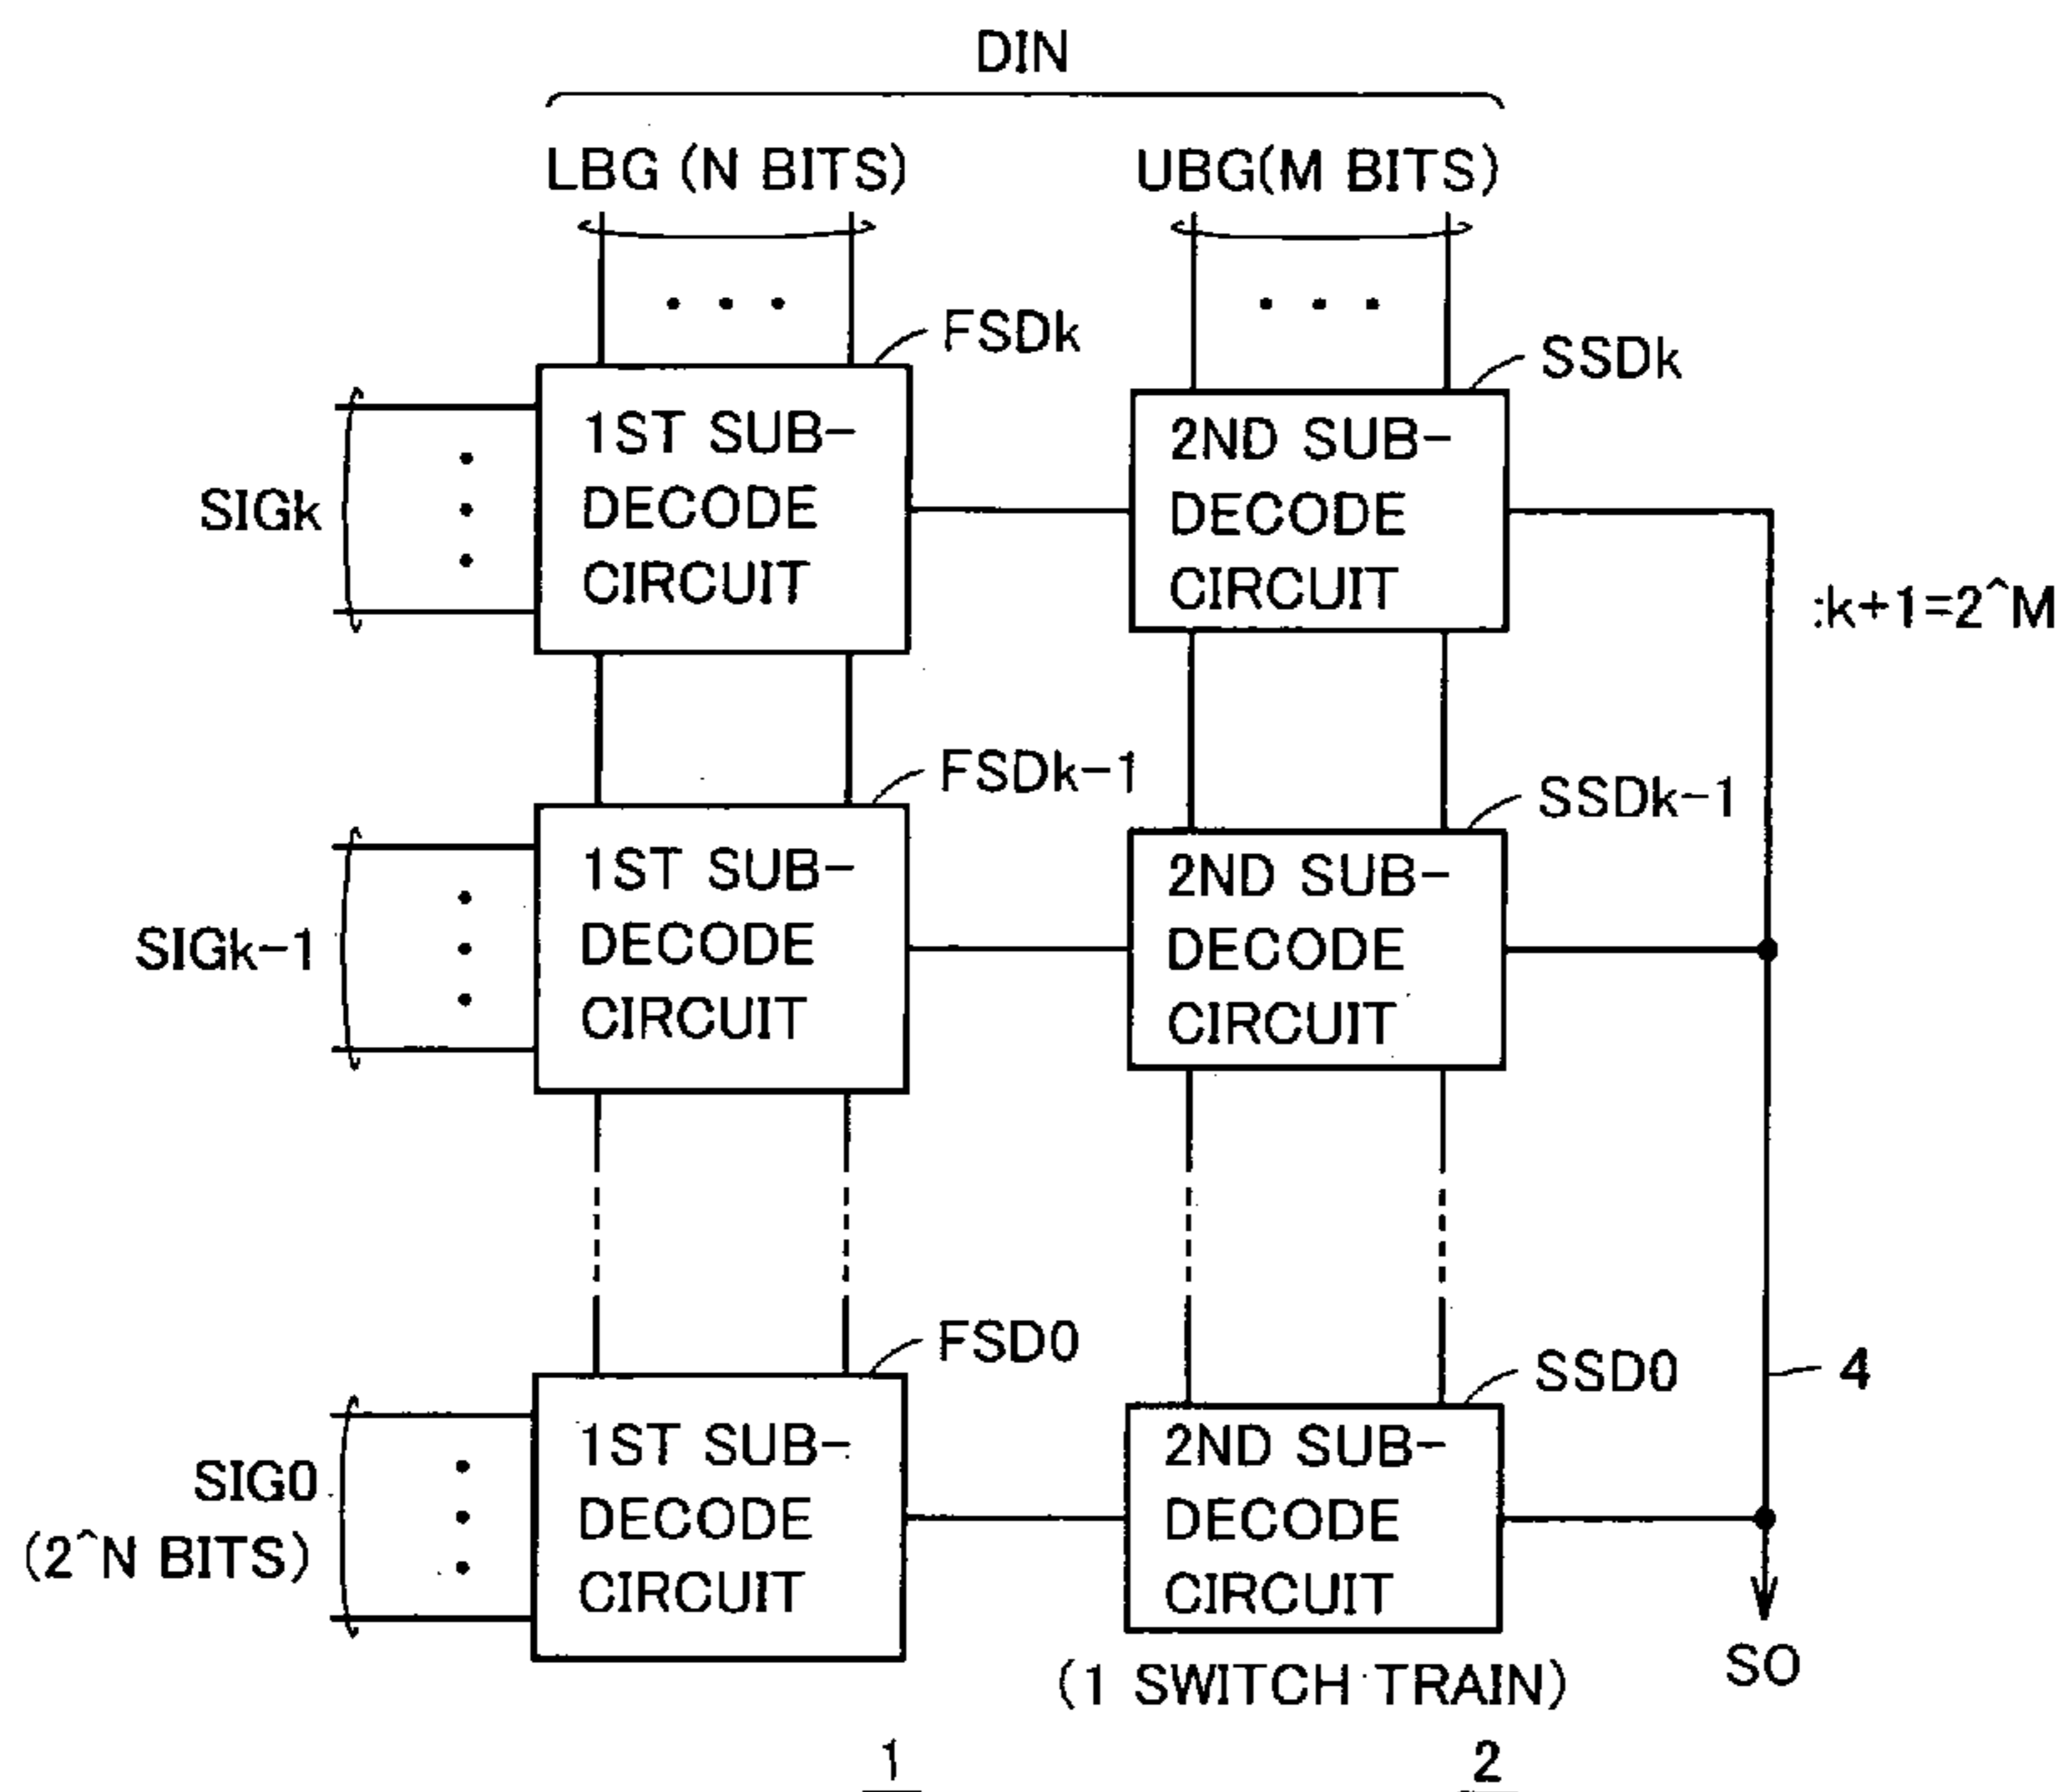 DIN
LBG (N BITS)
UBG(M BITS)
FSDk
SSDk
1ST SUB-
DECODE
CIRCUIT
2ND SUB-
DECODE
CIRCUIT
SIGk
:k+1=2^M
FSDk-1
SSDk-1
1ST SUB-
DECODE
CIRCUIT
2ND SUB-
DECODE
CIRCUIT
SIGk-1
FSD0
SSD0
4
1ST SUB-
DECODE
CIRCUIT
2ND SUB-
DECODE
CIRCUIT
SIG0
(2^N BITS)
SO
(1 SWITCH TRAIN)
1
2